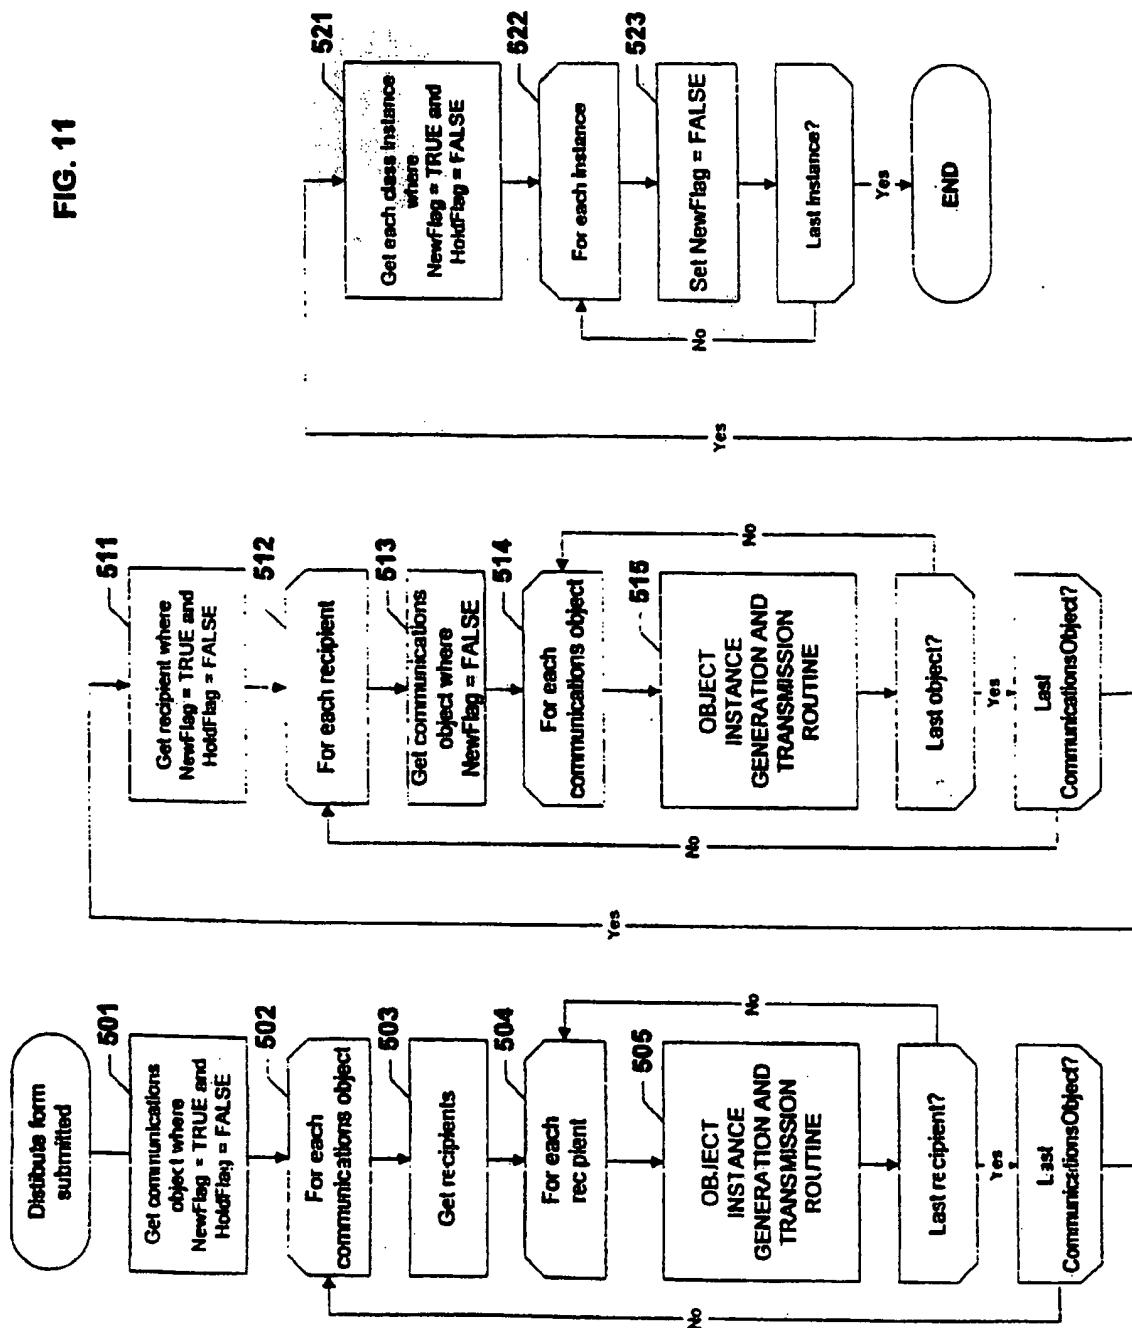 FIG. 11
Distibute form
submitted
501
Get communications
object where
NewFlag = TRUE and
HoldFlag = FALSE
502
For each
communications object
503
Get recipients
504
For each
recipient
505
OBJECT
INSTANCE
GENERATION AND
TRANSMISSION
ROUTINE
Last recipient?
No
Yes
Last
CommunicationsObject?
No
Yes
511
Get recipient where
NewFlag = TRUE and
HoldFlag = FALSE
512
For each recipient
513
Get communications
object where
NewFlag = FALSE
514
For each
communications object
515
OBJECT
INSTANCE
GENERATION AND
TRANSMISSION
ROUTINE
Last object?
No
Yes
Last
CommunicationsObject?
No
Yes
521
Get each class instance
where
NewFlag = TRUE and
HoldFlag = FALSE
522
For each instance
523
Set NewFlag = FALSE
Last instance?
No
Yes
END